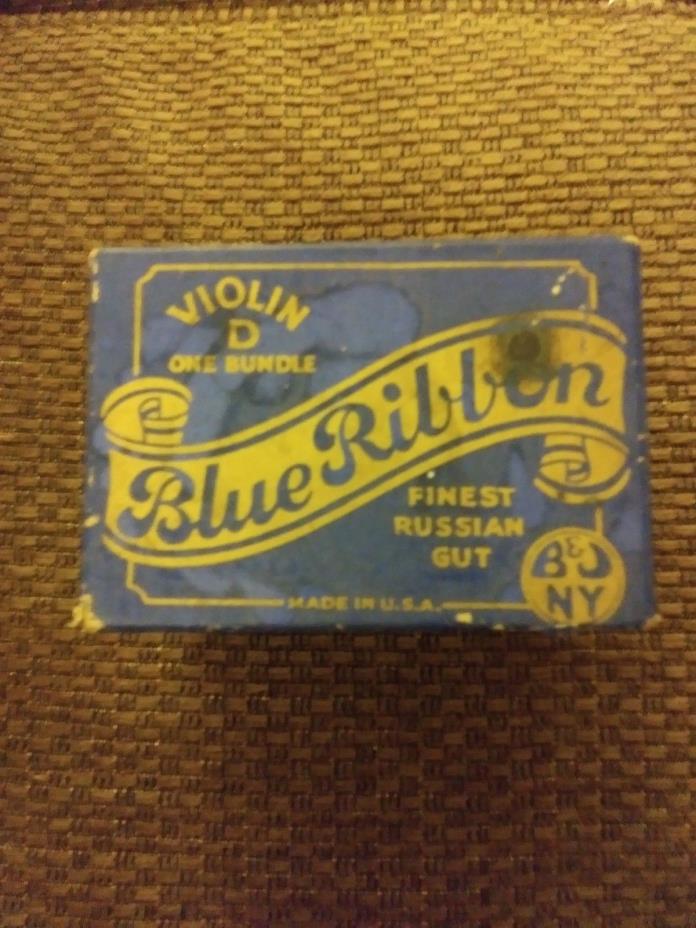 VIOLIN
D
ONE BUNDLE
Blue Ribbon
FINEST
RUSSIAN
GUT
B&J
NY
MADE IN U.S.A.